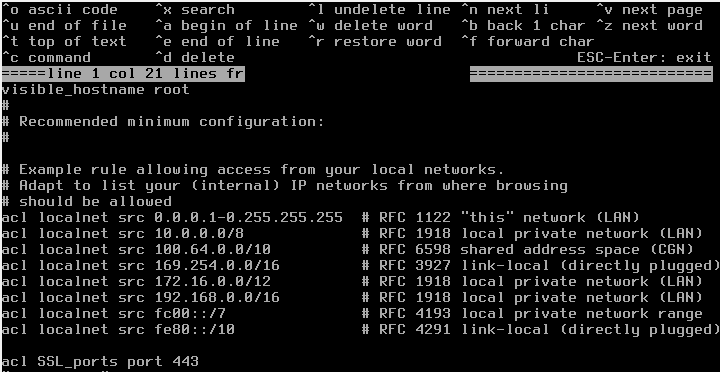 ^o ascii code ^x search ^l undelete line ^n next li ^v next page
^u end of file ^a begin of line ^w delete word ^b back 1 char ^z next word
^t top of text ^e end of line ^r restore word ^f forward char
^c command ^d delete ESC-Enter: exit
=====line 1 col 21 lines fr =========================
visible_hostname root
#
# Recommended minimum configuration:
#
# Example rule allowing access from your local networks.
# Adapt to list your (internal) IP networks from where browsing
# should be allowed
acl localnet src 0.0.0.1-0.255.255.255 # RFC 1122 "this" network (LAN)
acl localnet src 10.0.0.0/8 # RFC 1918 local private network (LAN)
acl localnet src 100.64.0.0/10 # RFC 6598 shared address space (CGN)
acl localnet src 169.254.0.0/16 # RFC 3927 link-local (directly plugged)
acl localnet src 172.16.0.0/12 # RFC 1918 local private network (LAN)
acl localnet src 192.168.0.0/16 # RFC 1918 local private network (LAN)
acl localnet src fc00::/7 # RFC 4193 local private network range
acl localnet src fe80::/10 # RFC 4291 link-local (directly plugged)
acl SSL_ports port 443